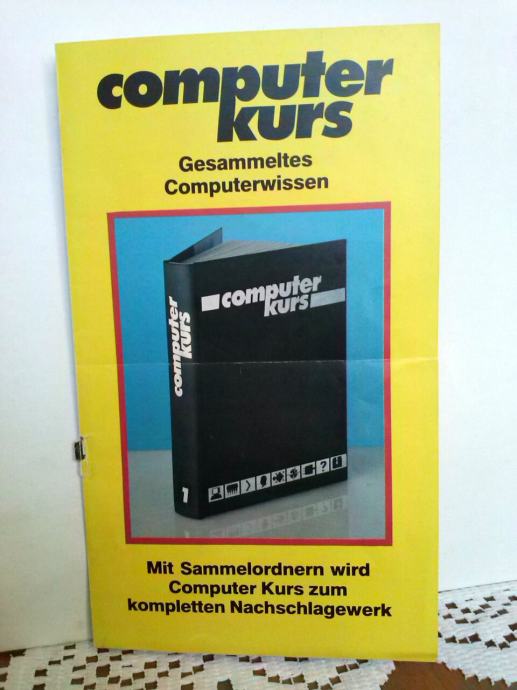 computer
kurs
Gesammeltes
Computerwissen
computer
kurs
computer
kurs
1
?
Mit Sammelordnern wird
Computer Kurs zum
kompletten Nachschlagewerk